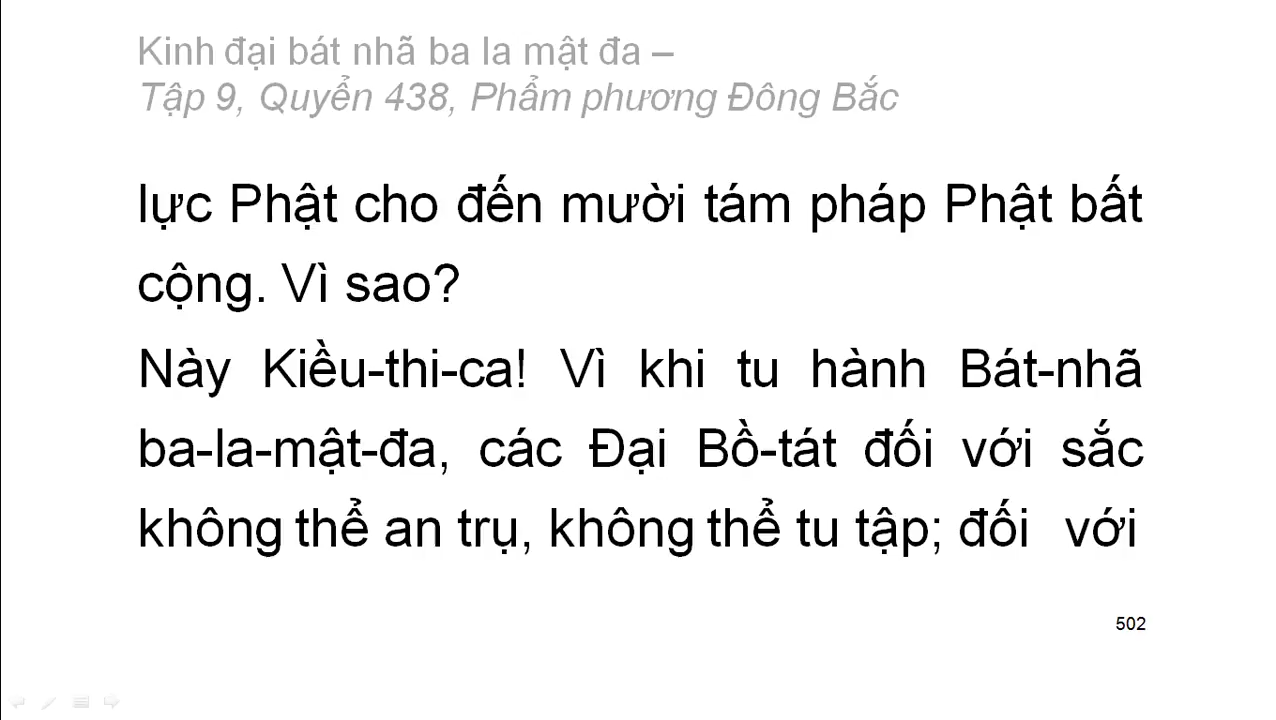 Kinh đại bát nhã ba la mật đa –
Tập 9, Quyển 438, Phẩm phương Đông Bắc
lực Phật cho đến mười tám pháp Phật bất
cộng. Vì sao?
Này Kiều-thi-ca! Vì khi tu hành Bát-nhã
ba-la-mật-đa, các Đại Bồ-tát đối với sắc
không thể an trụ, không thể tu tập; đối với
502